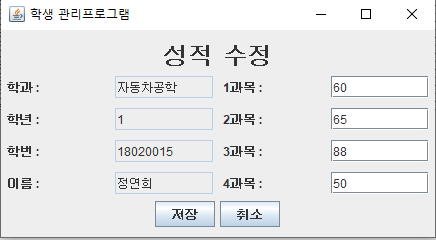 학생 관리프로그램
성적 수정
학과 : 자동차공학 1과목 : 60
학년 : 1 2과목 : 65
학번 : 18020015 3과목 : 88
이름 : 정연희 4과목 : 50
저장 취소